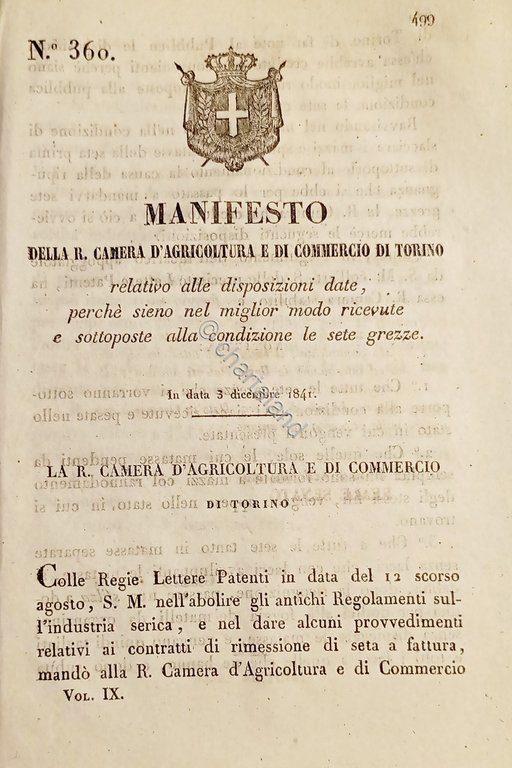 499
N.º 360.
MANIFESTO
DELLA R. CAMERA D'AGRICOLTURA E DI COMMERCIO DI TORINO
relativo alle disposizioni date,
perchè sieno nel miglior modo ricevute
e sottoposte alla condizione le sete grezze.
©chartaland
In data 3 dicembre 1841.
LA R. CAMERA D'AGRICOLTURA E DI COMMERCIO
DI TORINO
Colle Regie Lettere Patenti in data del 12 scorso
agosto, S. M. nell'abolire gli antichi Regolamenti sul-
l'industria serica, e nel dare alcuni provvedimenti
relativi ai contratti di rimessione di seta a fattura,
mandò alla R. Camera d'Agricoltura e di Commercio
VOL. IX.